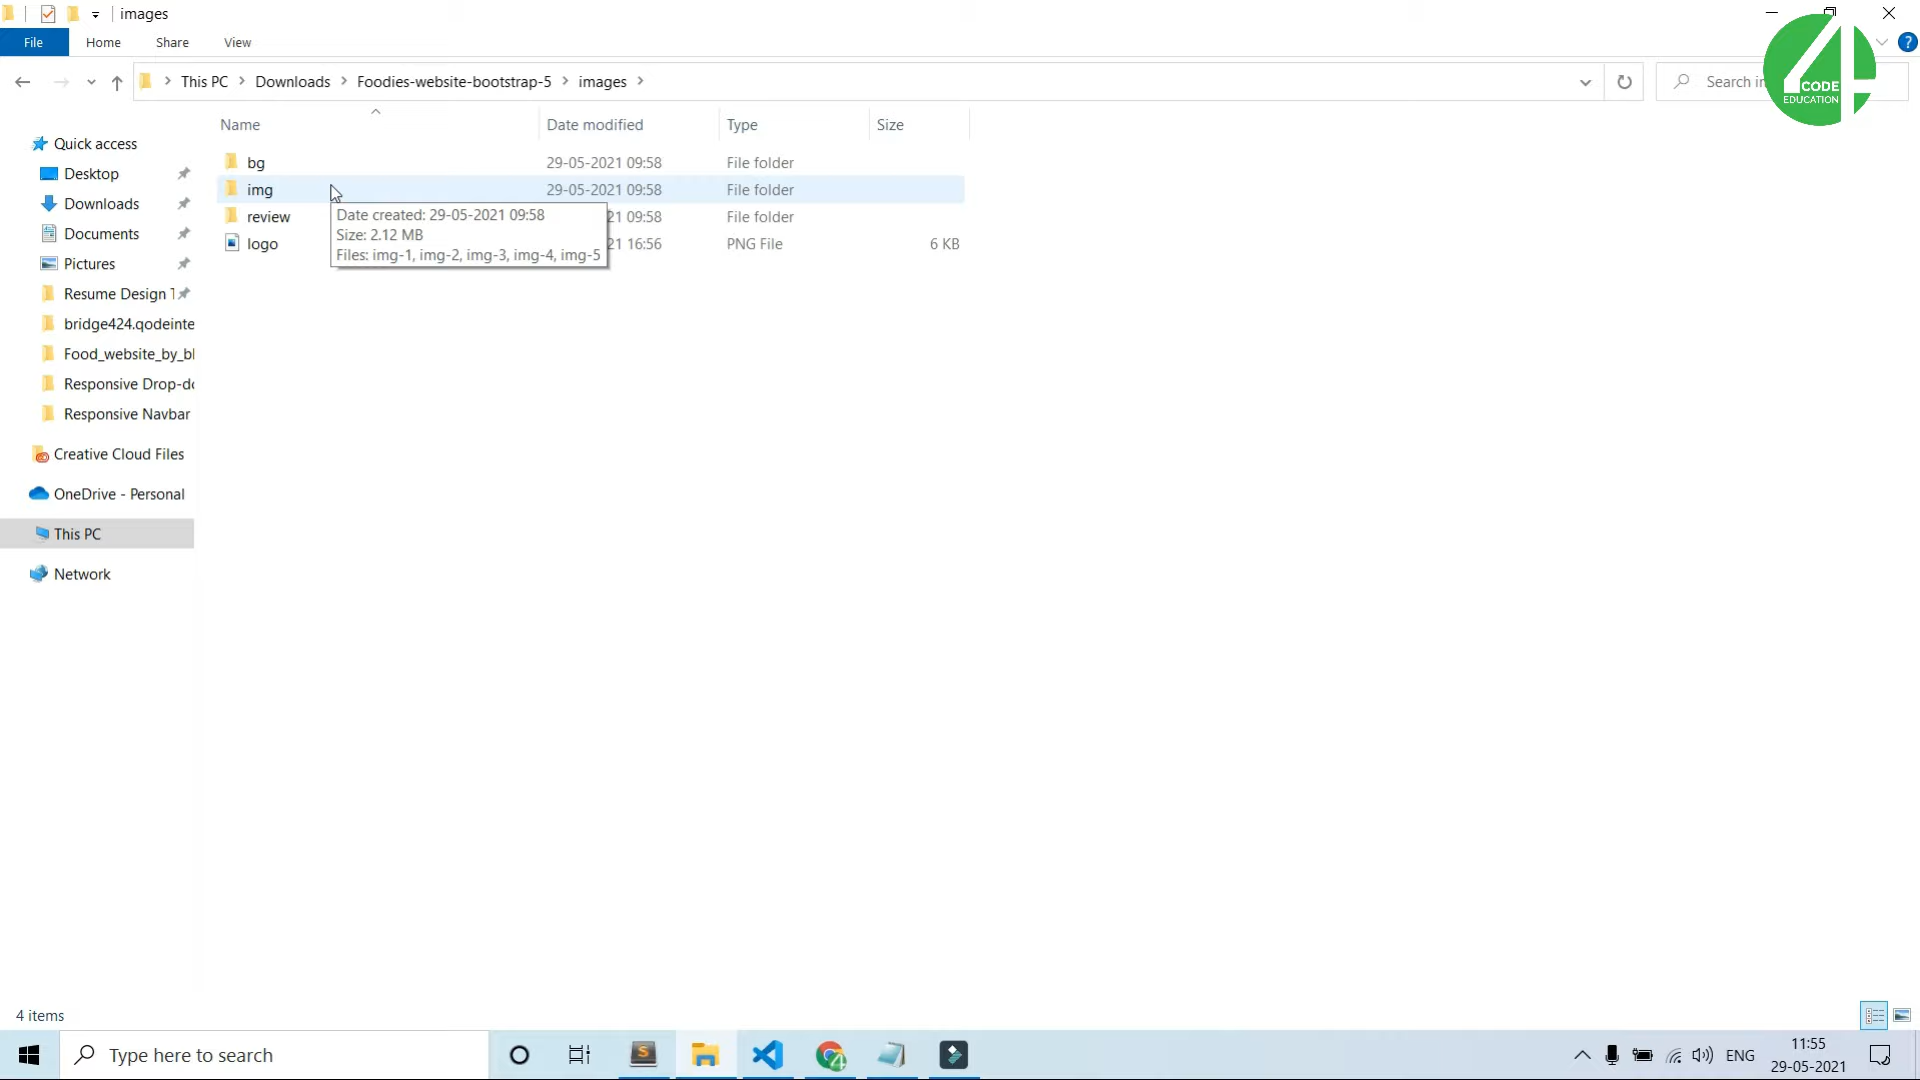 images
File Home Share View
This PC Downloads Foodies-website-bootstrap-5 images
Search in
CODE
EDUCATION
Name Date modified Type Size
Quick access
Desktop
Downloads
Documents
Pictures
Resume Design T
bridge424.qodeinte
Food_website_by_bl
Responsive Drop-do
Responsive Navbar
Creative Cloud Files
OneDrive - Personal
This PC
Network
bg 29-05-2021 09:58 File folder
img 29-05-2021 09:58 File folder
review 21 09:58 File folder
logo 21 16:56 PNG File 6 KB
Date created: 29-05-2021 09:58
Size: 2.12 MB
Files: img-1, img-2, img-3, img-4, img-5
4 items
Type here to search
ENG
11:55
29-05-2021